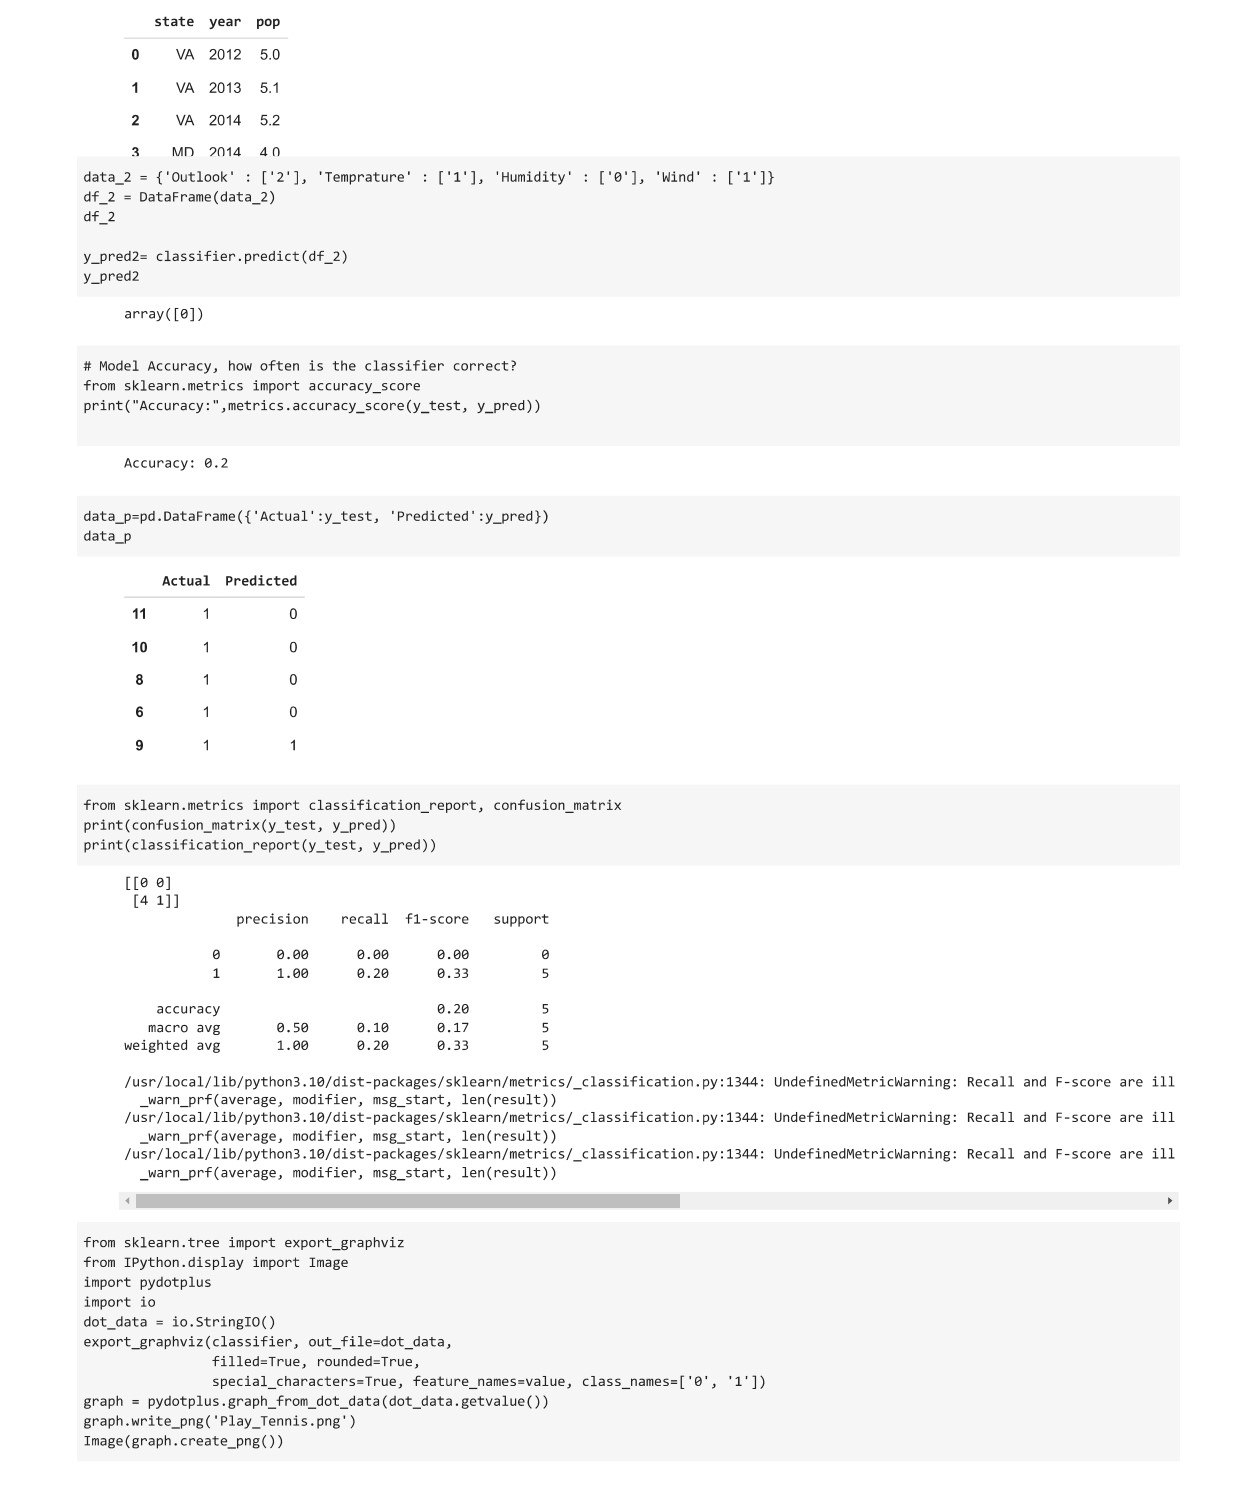 state year pop
0 VA 2012 5.0
1 VA 2013 5.1
2 VA 2014 5.2
3 MD 2014 4.0
data_2 = {'Outlook' : ['2'], 'Temprature' : ['1'], 'Humidity' : ['0'], 'Wind' : ['1']}
df_2 = DataFrame(data_2)
df_2
y_pred2= classifier.predict(df_2)
y_pred2
array([0])
# Model Accuracy, how often is the classifier correct?
from sklearn.metrics import accuracy_score
print("Accuracy:",metrics.accuracy_score(y_test, y_pred))
Accuracy: 0.2
data_p=pd.DataFrame({'Actual':y_test, 'Predicted':y_pred})
data_p
Actual Predicted
11 1 0
10 1 0
8 1 0
6 1 0
9 1 1
from sklearn.metrics import classification_report, confusion_matrix
print(confusion_matrix(y_test, y_pred))
print(classification_report(y_test, y_pred))
[[0 0]
[4 1]]
precision recall f1-score support
0 0.00 0.00 0.00 0
1 1.00 0.20 0.33 5
accuracy 0.20 5
macro avg 0.50 0.10 0.17 5
weighted avg 1.00 0.20 0.33 5
/usr/local/lib/python3.10/dist-packages/sklearn/metrics/_classification.py:1344: UndefinedMetricWarning: Recall and F-score are ill
_warn_prf(average, modifier, msg_start, len(result))
/usr/local/lib/python3.10/dist-packages/sklearn/metrics/_classification.py:1344: UndefinedMetricWarning: Recall and F-score are ill
_warn_prf(average, modifier, msg_start, len(result))
/usr/local/lib/python3.10/dist-packages/sklearn/metrics/_classification.py:1344: UndefinedMetricWarning: Recall and F-score are ill
_warn_prf(average, modifier, msg_start, len(result))
from sklearn.tree import export_graphviz
from IPython.display import Image
import pydotplus
import io
dot_data = io.StringIO()
export_graphviz(classifier, out_file=dot_data,
filled=True, rounded=True,
special_characters=True, feature_names=value, class_names=['0', '1'])
graph = pydotplus.graph_from_dot_data(dot_data.getvalue())
graph.write_png('Play_Tennis.png')
Image(graph.create_png())